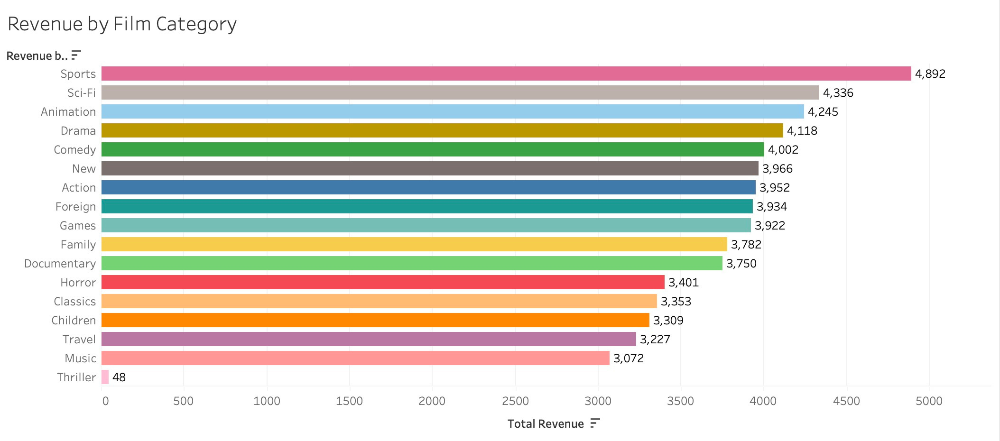 Revenue by Film Category
Revenue b..
Sports 4,892
Sci-Fi 4,336
Animation 4,245
Drama 4,118
Comedy 4,002
New 3,966
Action 3,952
Foreign 3,934
Games 3,922
Family 3,782
Documentary 3,750
Horror 3,401
Classics 3,353
Children 3,309
Travel 3,227
Music 3,072
Thriller 48
0 500 1000 1500 2000 2500 3000 3500 4000 4500 5000
Total Revenue